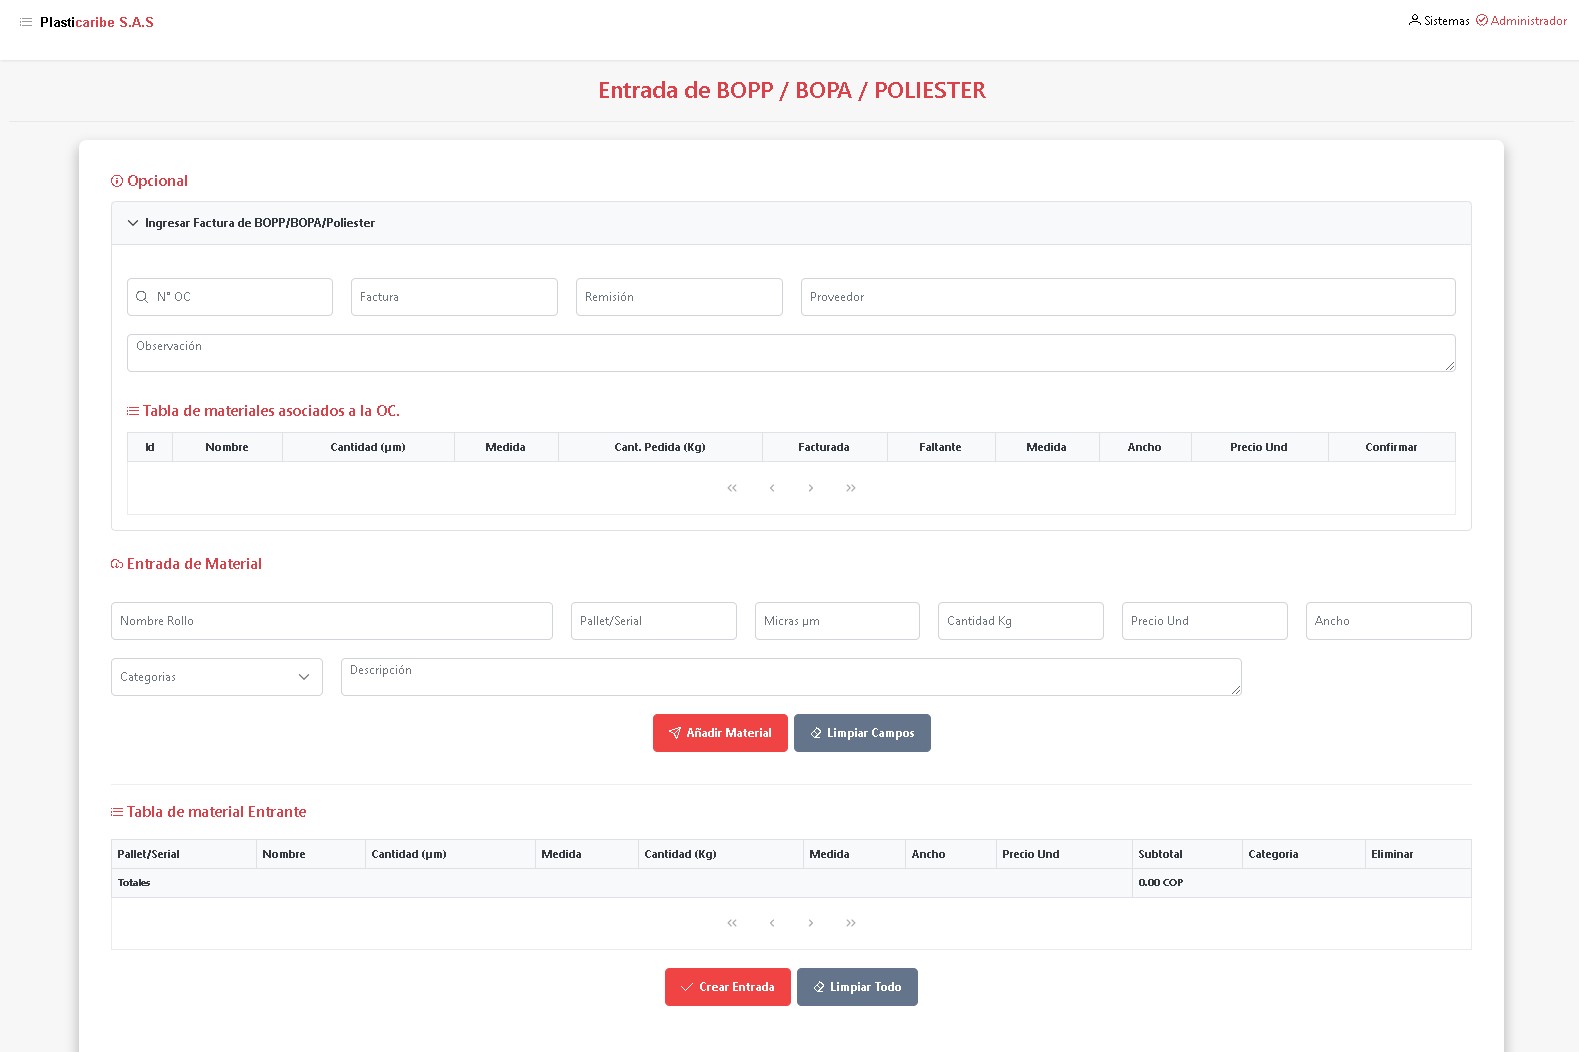 Plasticaribe S.A.S
Sistemas Administrador
Entrada de BOPP / BOPA / POLIESTER
Opcional
Ingresar Factura de BOPP/BOPA/Poliester
N° OC Factura Remisión Proveedor
Observación
Tabla de materiales asociados a la OC.
Id Nombre Cantidad (µm) Medida Cant. Pedida (Kg) Facturada Faltante Medida Ancho Precio Und Confirmar
Entrada de Material
Nombre Rollo Pallet/Serial Micras µm Cantidad Kg Precio Und Ancho
Categorias Descripción
Añadir Material Limpiar Campos
Tabla de material Entrante
Pallet/Serial Nombre Cantidad (µm) Medida Cantidad (Kg) Medida Ancho Precio Und Subtotal Categoria Eliminar
Totales 0.00 COP
Crear Entrada Limpiar Todo